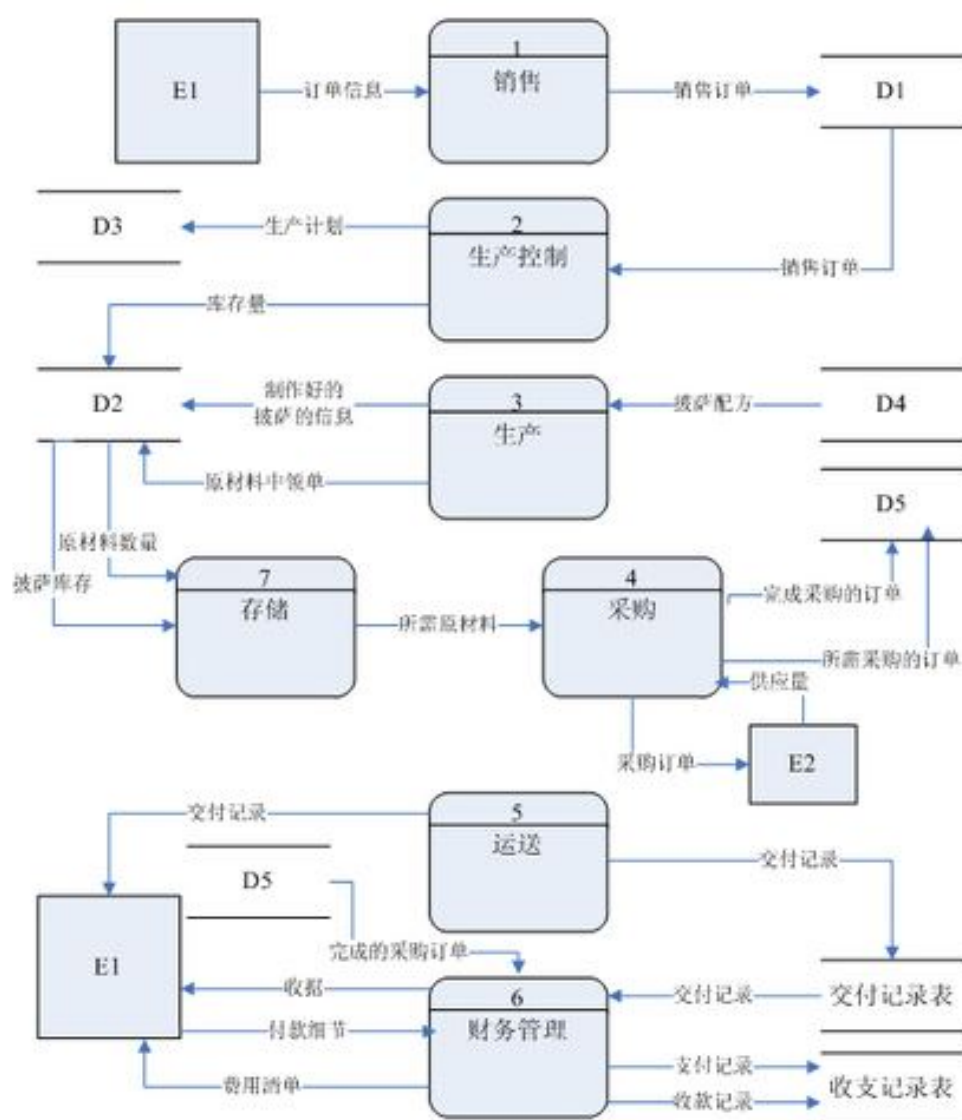 1
E1
订单信息
销售
销售订单
D1
2
D3
生产计划
生产控制
销售订单
库存量
D2
制作好的
披萨的信息
3
生产
披萨配方
D4
原材料中领单
D5
原材料数量
披萨库存
7
存储
所需原材料
4
采购
完成采购的订单
所需采购的订单
供应量
采购订单
E2
交付记录
5
运送
交付记录
D5
E1
完成的采购订单
收据
6
财务管理
交付记录
交付记录表
付款细节
支付记录
收支记录表
费用清单
收款记录